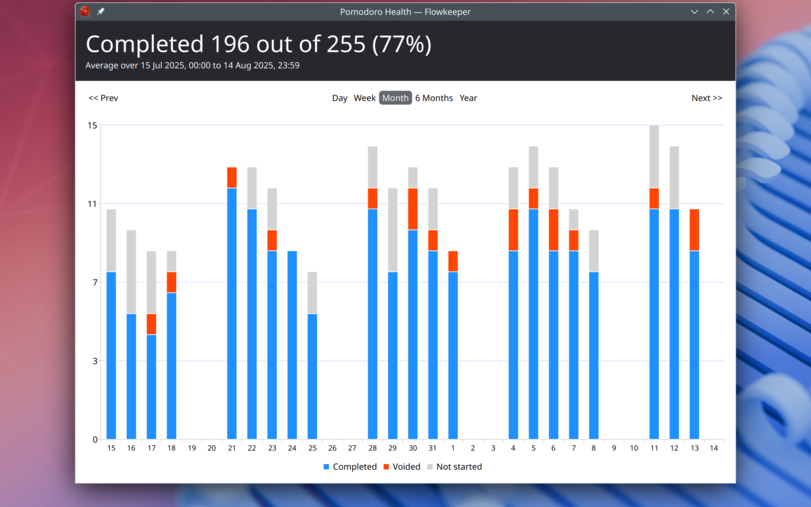 Pomodoro Health — Flowkeeper
Completed 196 out of 255 (77%)
Average over 15 Jul 2025, 00:00 to 14 Aug 2025, 23:59
<< Prev Day Week Month 6 Months Year Next >>
15
11
7
3
0
15 16 17 18 19 20 21 22 23 24 25 26 27 28 29 30 31 1 2 3 4 5 6 7 8 9 10 11 12 13 14
Completed Voided Not started